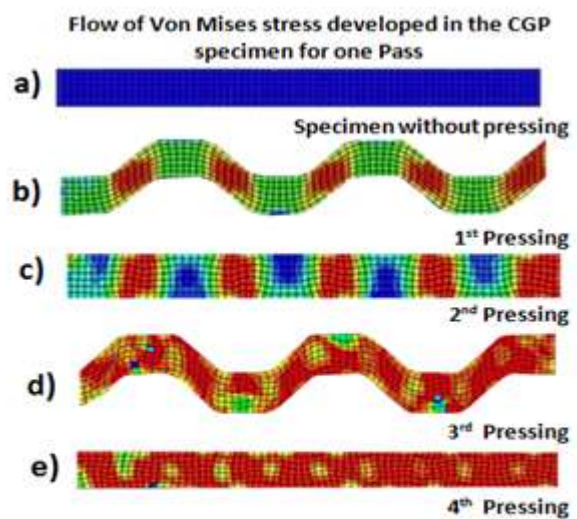 Flow of Von Mises stress developed in the CGP
specimen for one Pass
a)
Specimen without pressing
b)
1st Pressing
c)
2nd Pressing
d)
3rd Pressing
e)
4th Pressing